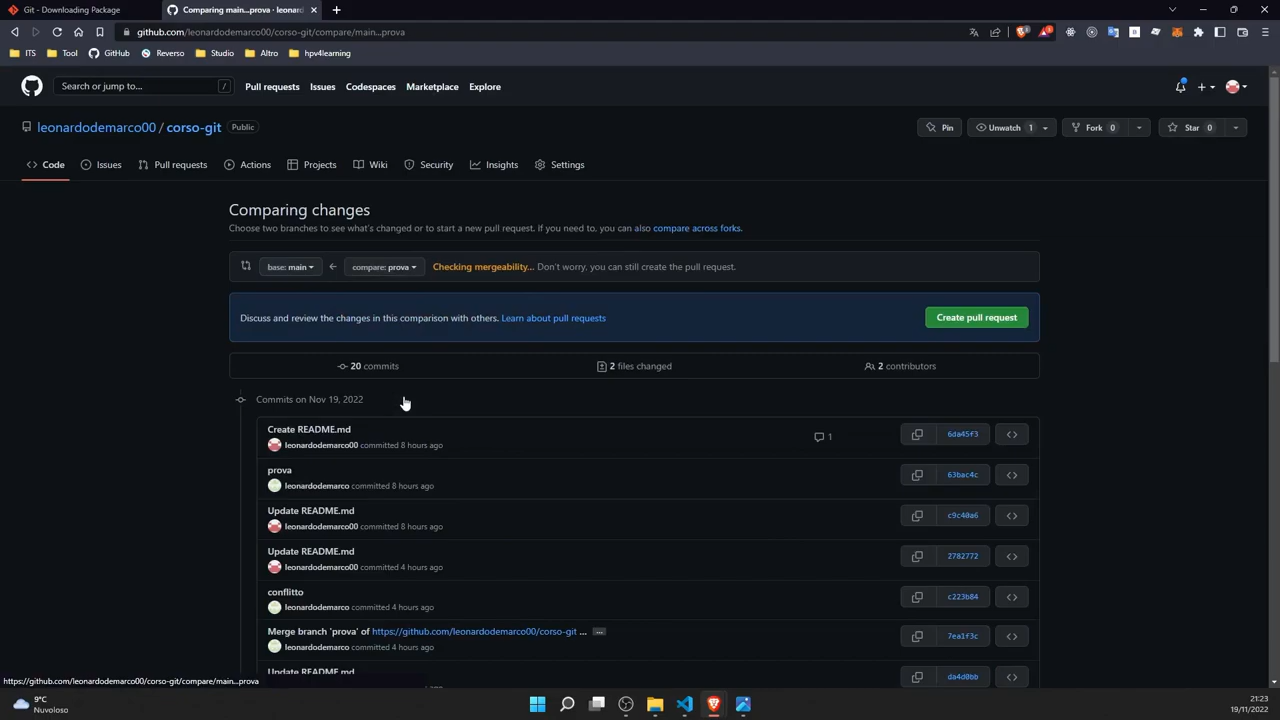 Git - Downloading Package
Comparing main...prova · leonard
github.com/leonardodemarco00/corso-git/compare/main...prova
ITS
Tool
GitHub
Reverso
Studio
Altro
hpv4learning
Search or jump to...
/
Pull requests
Issues
Codespaces
Marketplace
Explore
leonardodemarco00 / corso-git
Public
Pin
Unwatch 1
Fork 0
Star 0
Code
Issues
Pull requests
Actions
Projects
Wiki
Security
Insights
Settings
Comparing changes
Choose two branches to see what's changed or to start a new pull request. If you need to, you can also compare across forks.
base: main
compare: prova
Checking mergeability... Don't worry, you can still create the pull request.
Discuss and review the changes in this comparison with others. Learn about pull requests
Create pull request
20 commits
2 files changed
2 contributors
Commits on Nov 19, 2022
Create README.md
leonardodemarco00 committed 8 hours ago
1
6da45f3
prova
leonardodemarco committed 8 hours ago
63bac4c
Update README.md
leonardodemarco00 committed 8 hours ago
c9c40a6
Update README.md
leonardodemarco00 committed 4 hours ago
2782772
conflitto
leonardodemarco committed 4 hours ago
c223b84
Merge branch 'prova' of https://github.com/leonardodemarco00/corso-git ...
leonardodemarco committed 4 hours ago
7ea1f3c
Update README.md
da4d0bb
https://github.com/leonardodemarco00/corso-git/compare/main...prova
9°C
Nuvoloso
21:23
19/11/2022